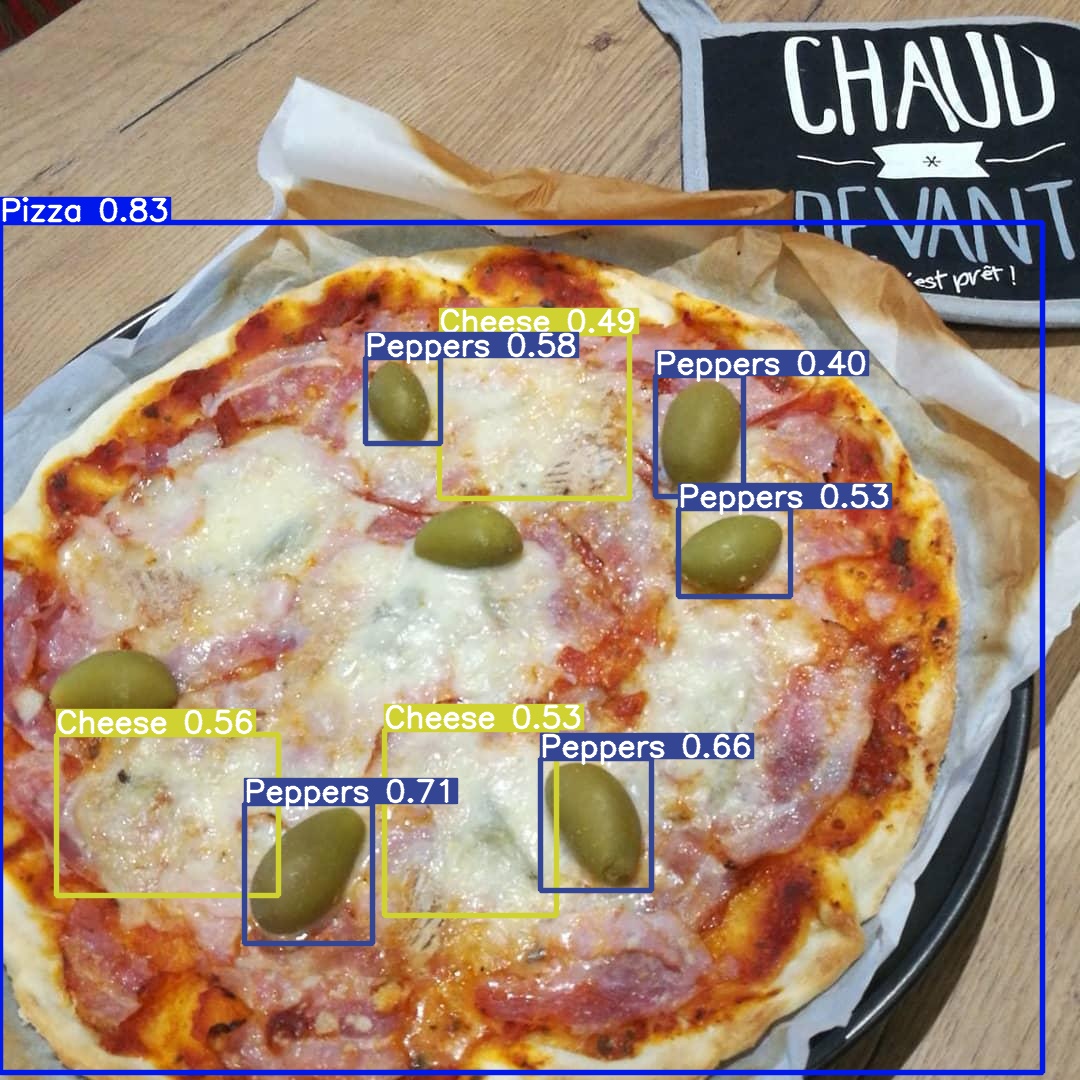 CHAUD
DEVANT
est prêt !
Pizza 0.83
Cheese 0.49
Peppers 0.58
Peppers 0.40
Peppers 0.53
Cheese 0.56
Cheese 0.53
Peppers 0.66
Peppers 0.71